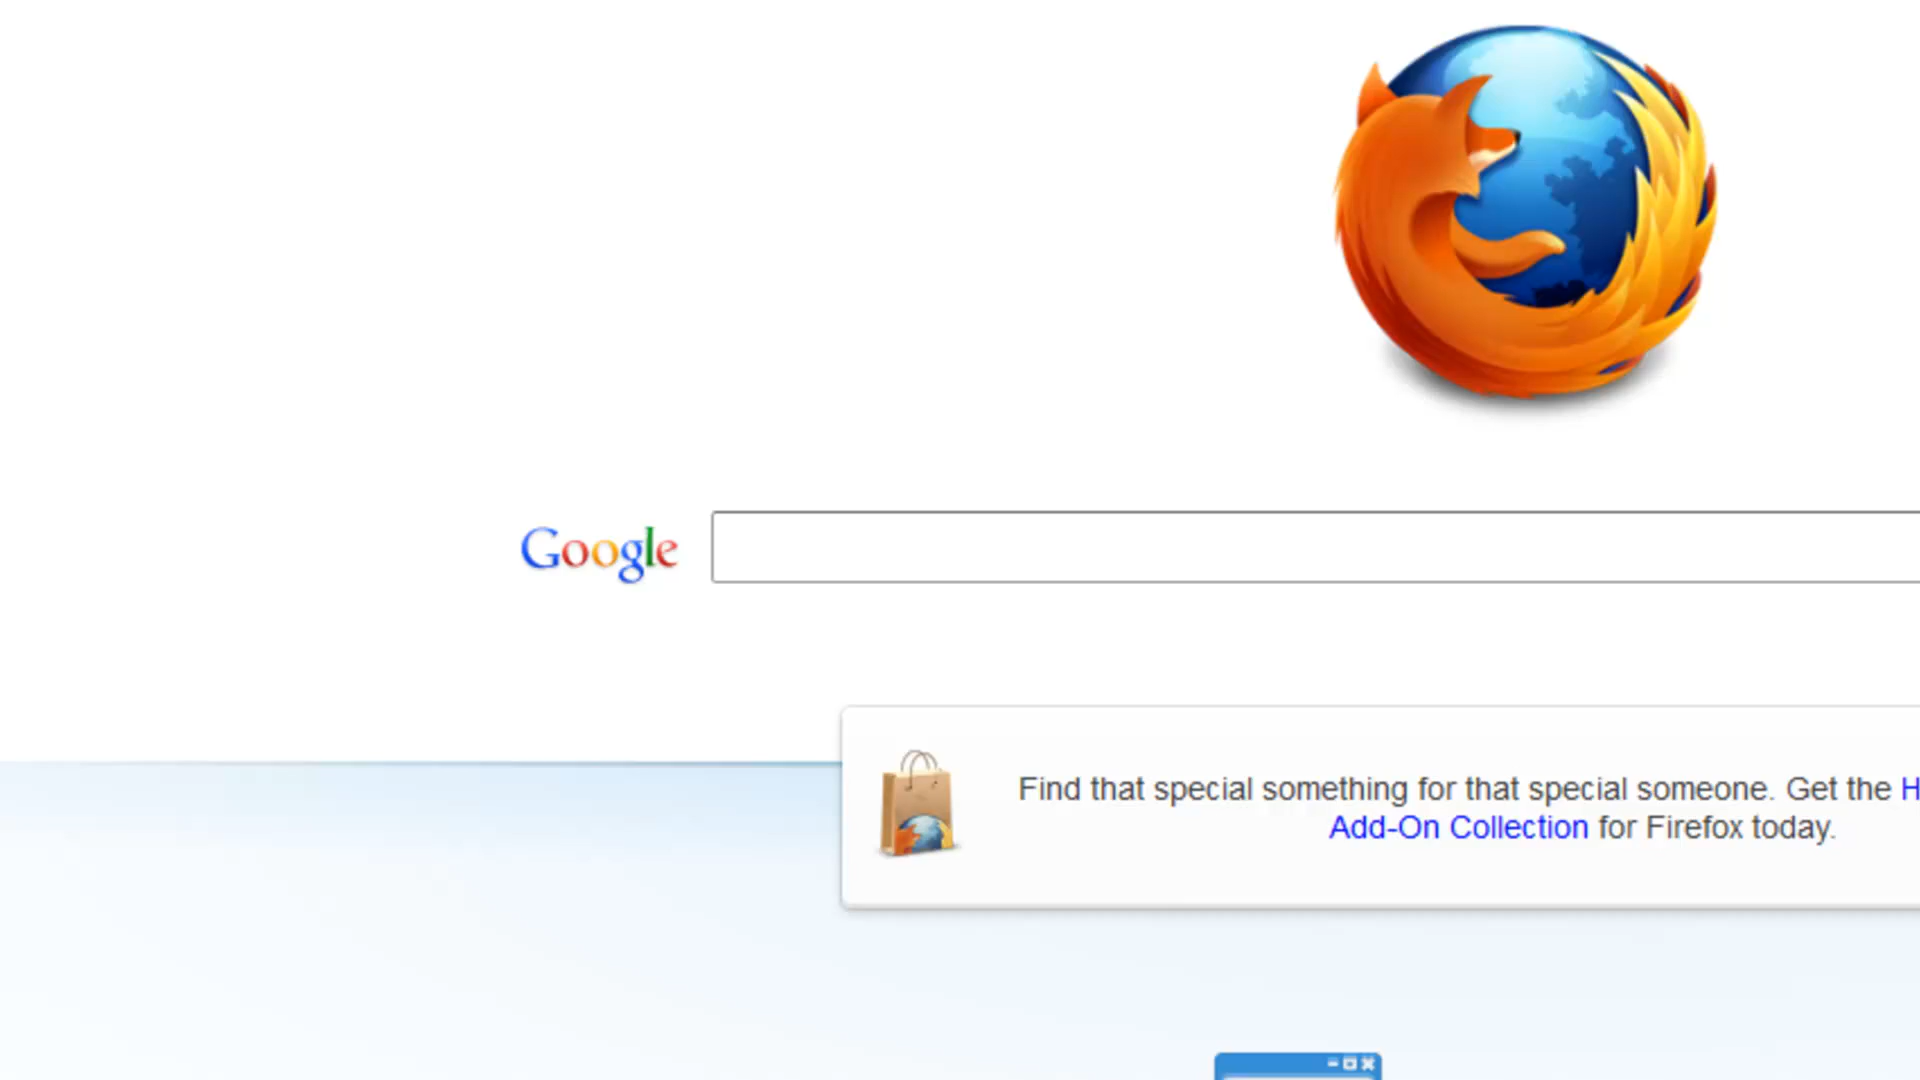 Google
Find that special something for that special someone. Get the H
Add-On Collection for Firefox today.